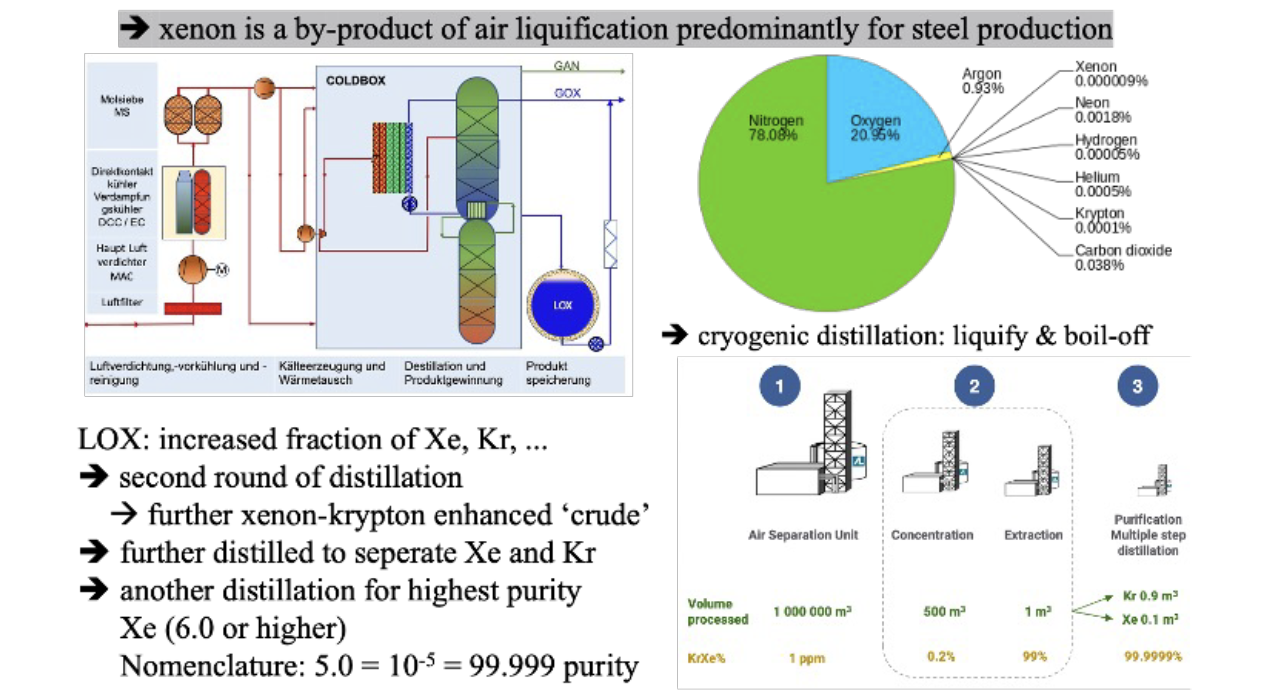 ➔ xenon is a by-product of air liquification predominantly for steel production
Molsiebe
MS
Direktkontakt
kühler
Verdampfun
gskühler
DCC / EC
Haupt Luft
verdichter
MAC
Luftfilter
M
COLDBOX
GAN
GOX
LOX
Luftverdichtung,-vorkühlung und -
reinigung
Kälteerzeugung und
Wärmetausch
Destillation und
Produktgewinnung
Produkt
speicherung
Nitrogen
78.08%
Oxygen
20.95%
Argon
0.93%
Xenon
0.000009%
Neon
0.0018%
Hydrogen
0.00005%
Helium
0.0005%
Krypton
0.0001%
Carbon dioxide
0.038%
➔ cryogenic distillation: liquify & boil-off
LOX: increased fraction of Xe, Kr, ...
➔ second round of distillation
→ further xenon-krypton enhanced ‘crude’
➔ further distilled to seperate Xe and Kr
➔ another distillation for highest purity
Xe (6.0 or higher)
Nomenclature: 5.0 = 10⁻⁵ = 99.999 purity
1
2
3
Air Separation Unit
Concentration
Extraction
Purification
Multiple step
distillation
Volume
processed
1 000 000 m³
500 m³
1 m³
Kr 0.9 m³
Xe 0.1 m³
KrXe%
1 ppm
0.2%
99%
99.9999%